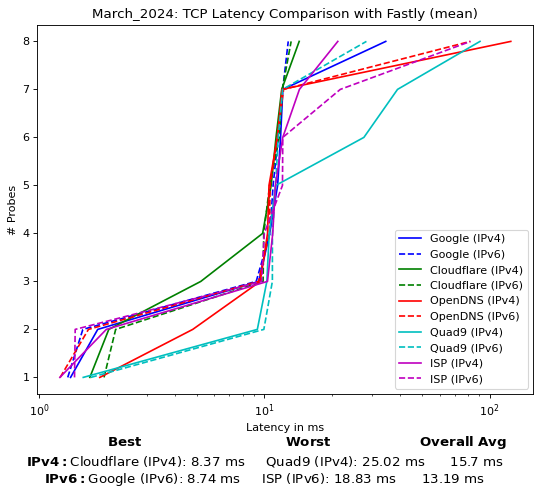 March_2024: TCP Latency Comparison with Fastly (mean)
# Probes
8
7
6
5
4
3
2
1
Google (IPv4)
Google (IPv6)
Cloudflare (IPv4)
Cloudflare (IPv6)
OpenDNS (IPv4)
OpenDNS (IPv6)
Quad9 (IPv4)
Quad9 (IPv6)
ISP (IPv4)
ISP (IPv6)
10⁰ 10¹ 10²
Latency in ms
Best Worst Overall Avg
IPv4: Cloudflare (IPv4): 8.37 ms Quad9 (IPv4): 25.02 ms 15.7 ms
IPv6: Google (IPv6): 8.74 ms ISP (IPv6): 18.83 ms 13.19 ms